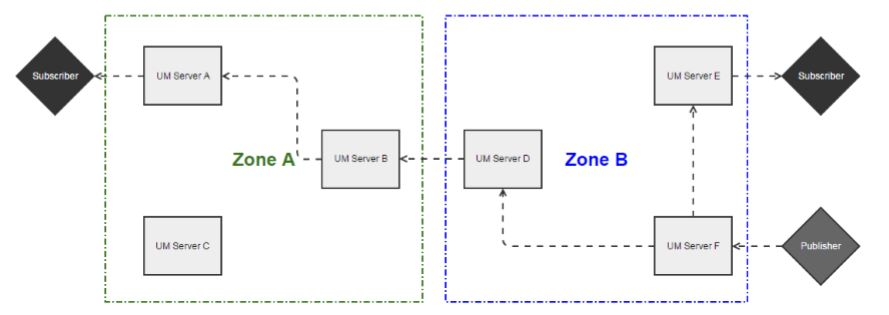 Subscriber
UM Server A
UM Server E
Subscriber
Zone A
UM Server B
UM Server D
Zone B
UM Server C
UM Server F
Publisher